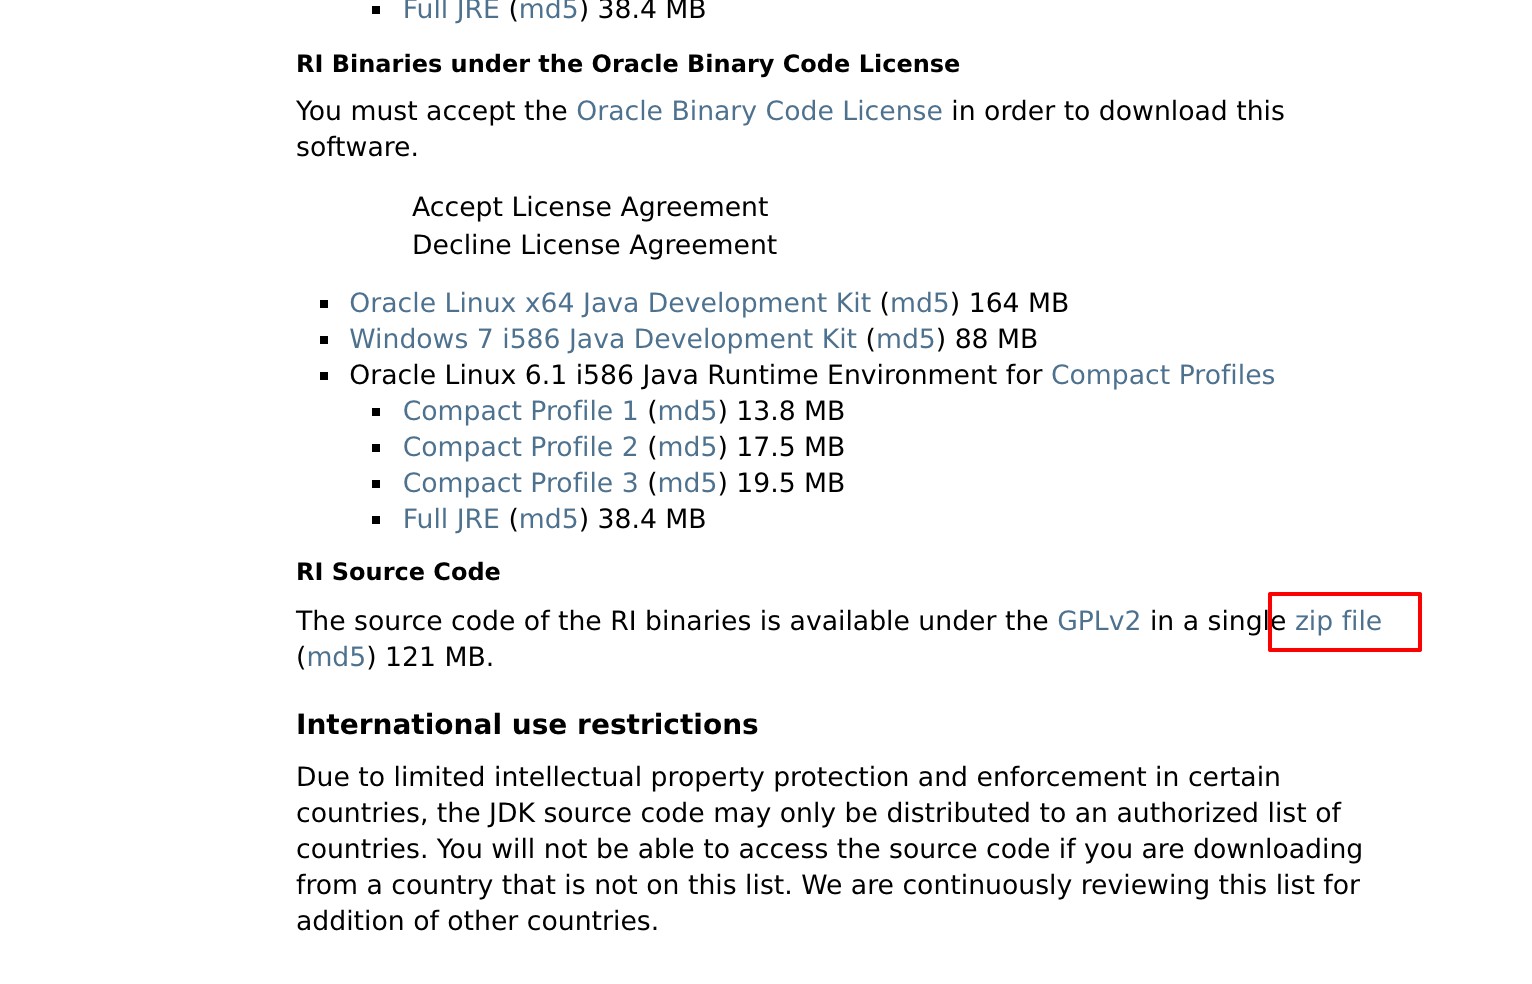 Full JRE (md5) 38.4 MB
RI Binaries under the Oracle Binary Code License
You must accept the Oracle Binary Code License in order to download this
software.
Accept License Agreement
Decline License Agreement
Oracle Linux x64 Java Development Kit (md5) 164 MB
Windows 7 i586 Java Development Kit (md5) 88 MB
Oracle Linux 6.1 i586 Java Runtime Environment for Compact Profiles
Compact Profile 1 (md5) 13.8 MB
Compact Profile 2 (md5) 17.5 MB
Compact Profile 3 (md5) 19.5 MB
Full JRE (md5) 38.4 MB
RI Source Code
The source code of the RI binaries is available under the GPLv2 in a single zip file
(md5) 121 MB.
International use restrictions
Due to limited intellectual property protection and enforcement in certain
countries, the JDK source code may only be distributed to an authorized list of
countries. You will not be able to access the source code if you are downloading
from a country that is not on this list. We are continuously reviewing this list for
addition of other countries.